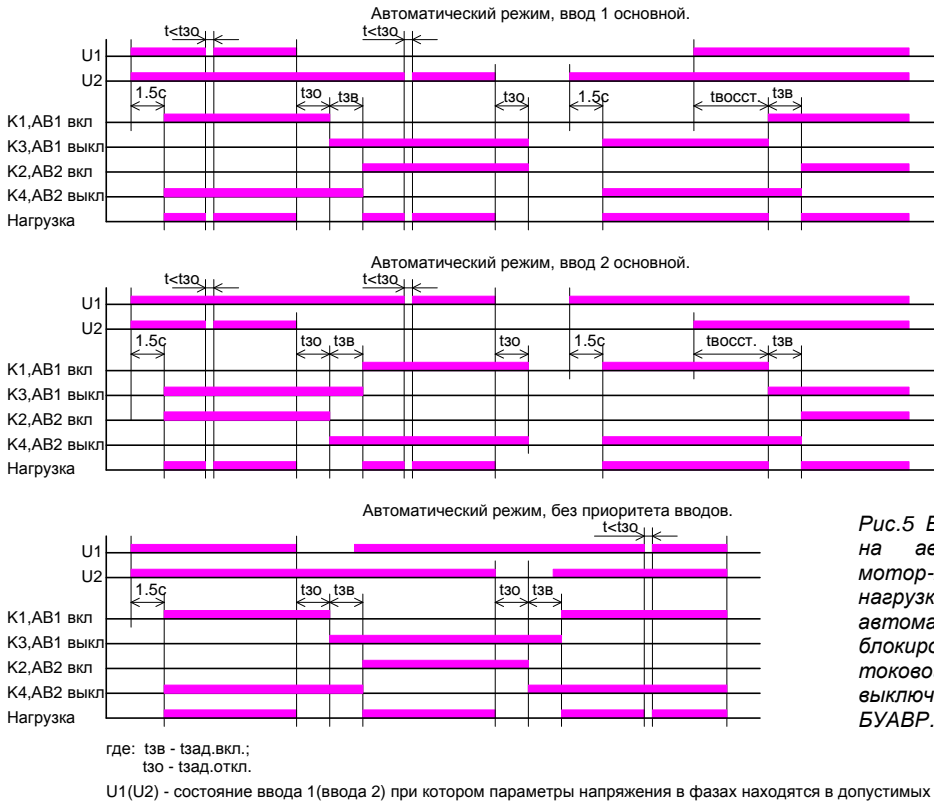 Автоматический режим, ввод 1 основной.
t<tзо t<tзо
U1
U2
1.5с tзо tзв tзо 1.5с tвосст. tзв
K1,АВ1 вкл
K3,АВ1 выкл
K2,АВ2 вкл
K4,АВ2 выкл
Нагрузка
Автоматический режим, ввод 2 основной.
t<tзо t<tзо
U1
U2
1.5с tзо tзв tзо 1.5с tвосст. tзв
K1,АВ1 вкл
K3,АВ1 выкл
K2,АВ2 вкл
K4,АВ2 выкл
Нагрузка
Автоматический режим, без приоритета вводов.
t<tзо
U1
U2
1.5с tзо tзв tзо tзв
K1,АВ1 вкл
K3,АВ1 выкл
K2,АВ2 вкл
K4,АВ2 выкл
Нагрузка
Рис.5
на
мотор-
нагрузк
автома
блокиро
токово
выключ
БУАВР.
где: tзв - tзад.вкл.;
tзо - tзад.откл.
U1(U2) - состояние ввода 1(ввода 2) при котором параметры напряжения в фазах находятся в допустимых